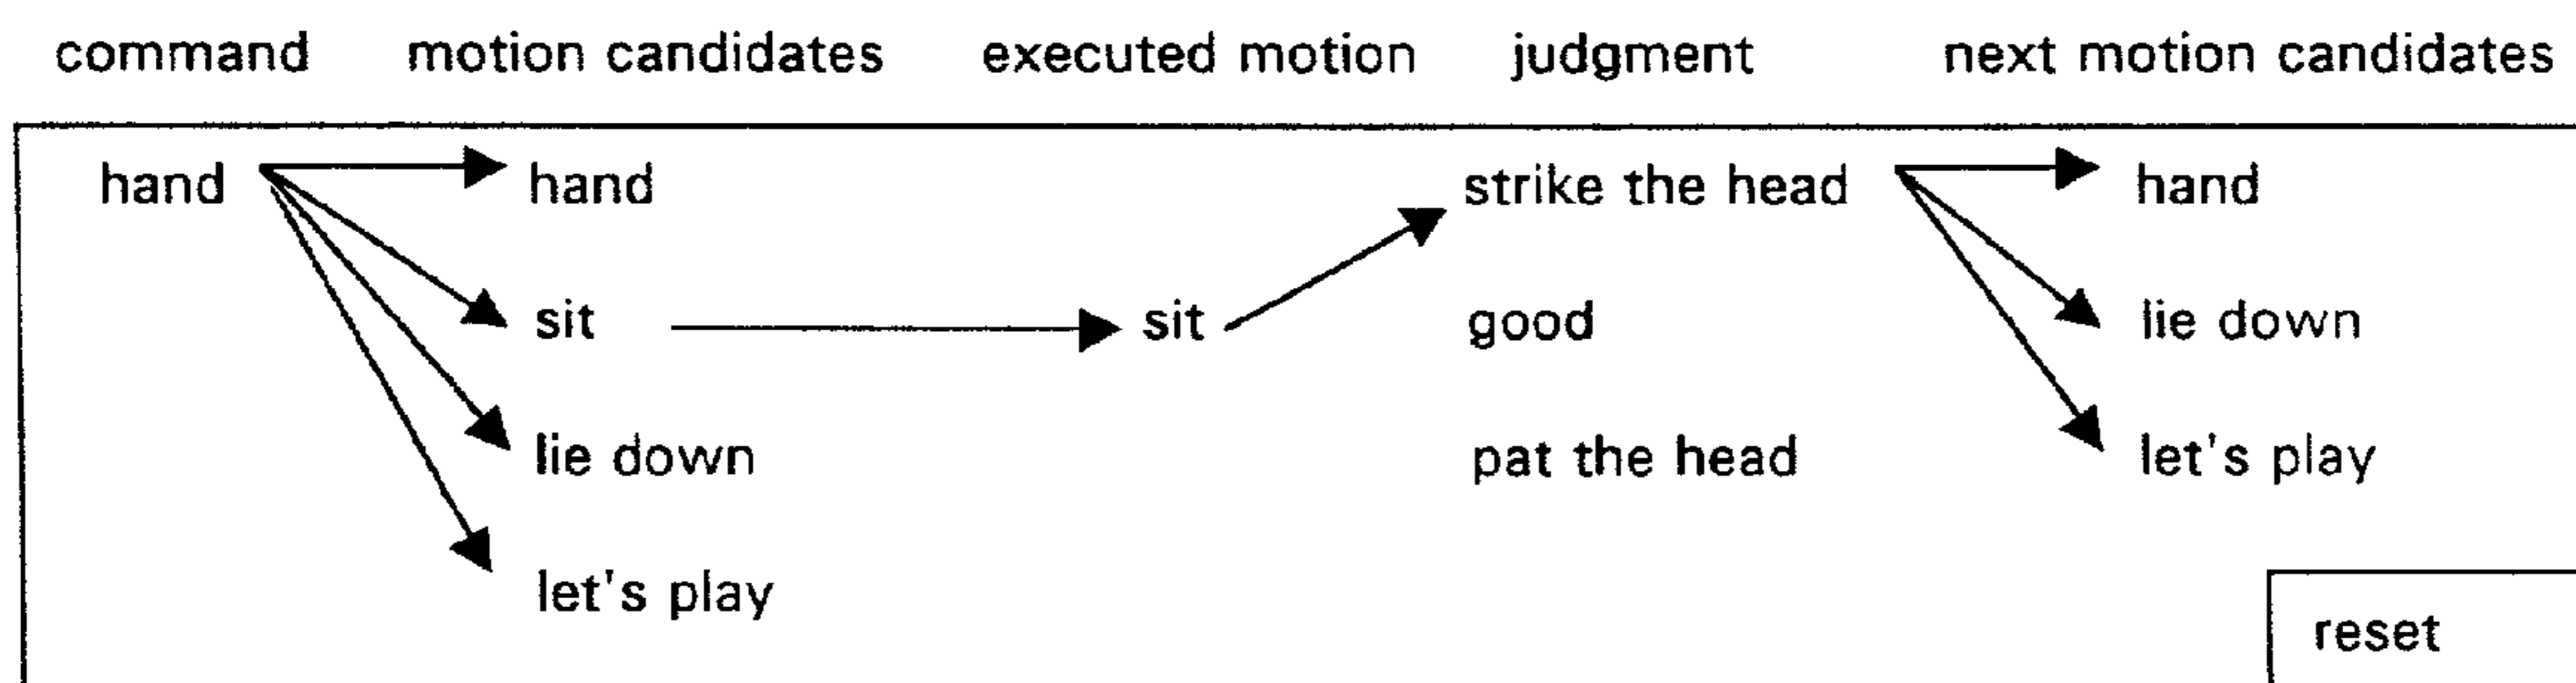 command motion candidates executed motion judgment next motion candidates
hand hand strike the head hand
sit sit good lie down
lie down pat the head let's play
let's play
reset